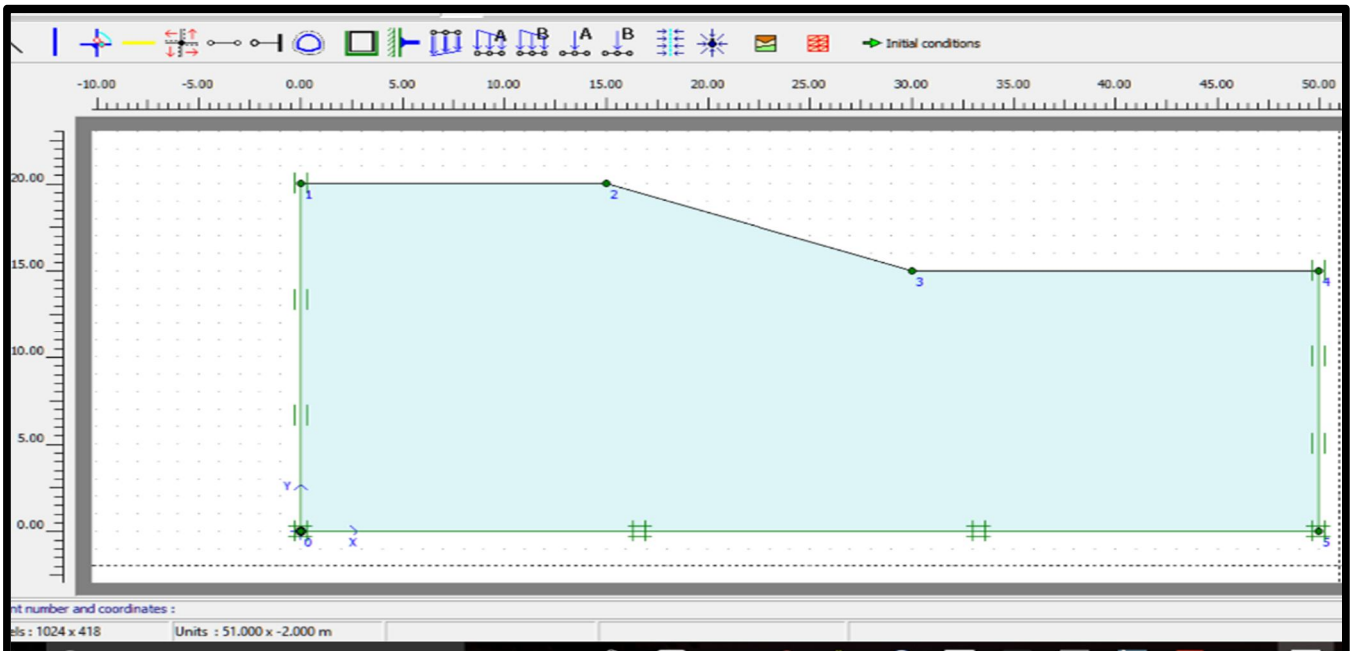 A B A B Initial conditions
-10.00 -5.00 0.00 5.00 10.00 15.00 20.00 25.00 30.00 35.00 40.00 45.00 50.00
20.00
1 2
15.00
3 4
10.00
5.00
Y
0.00
0 X 5
nt number and coordinates :
els : 1024 x 418 Units : 51.000 x -2.000 m